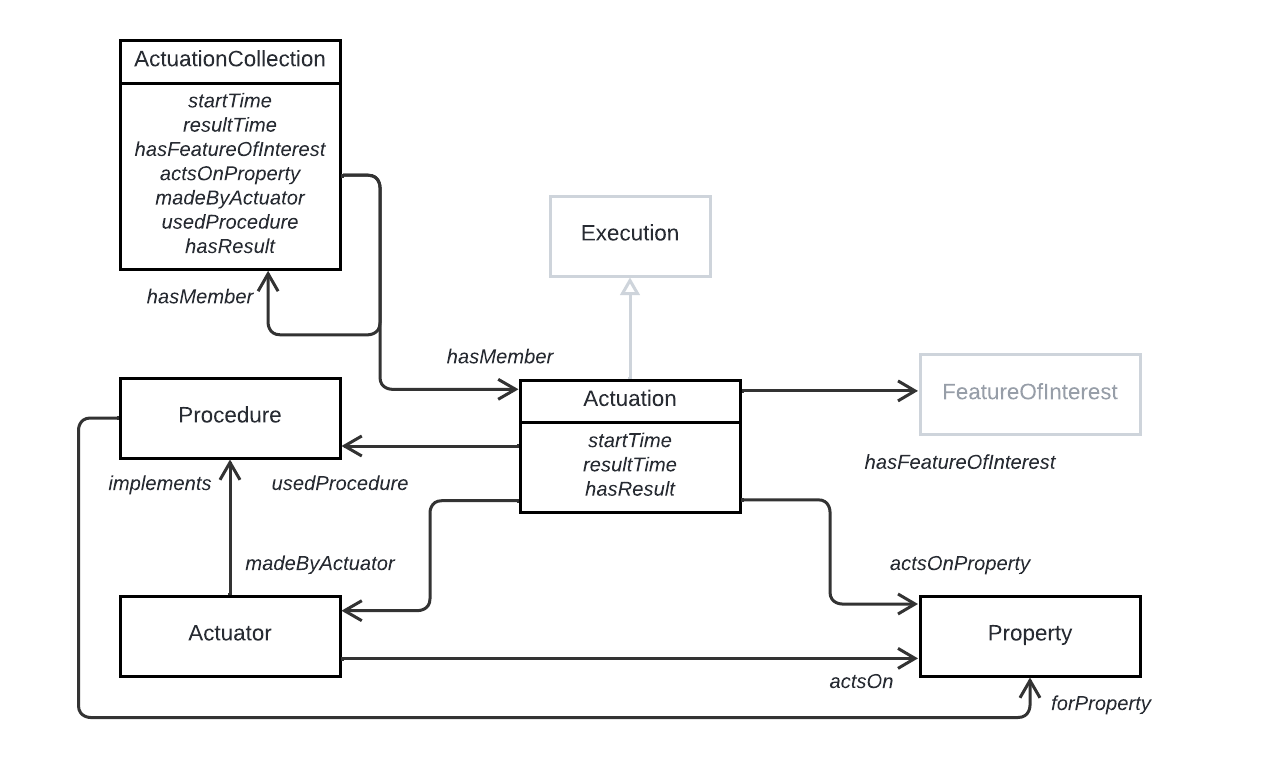 ActuationCollection
startTime
resultTime
hasFeatureOfInterest
actsOnProperty
madeByActuator
usedProcedure
hasResult
hasMember
Execution
hasMember
Procedure
Actuation
startTime
resultTime
hasResult
FeatureOfInterest
hasFeatureOfInterest
implements
usedProcedure
madeByActuator
actsOnProperty
Actuator
Property
actsOn
forProperty